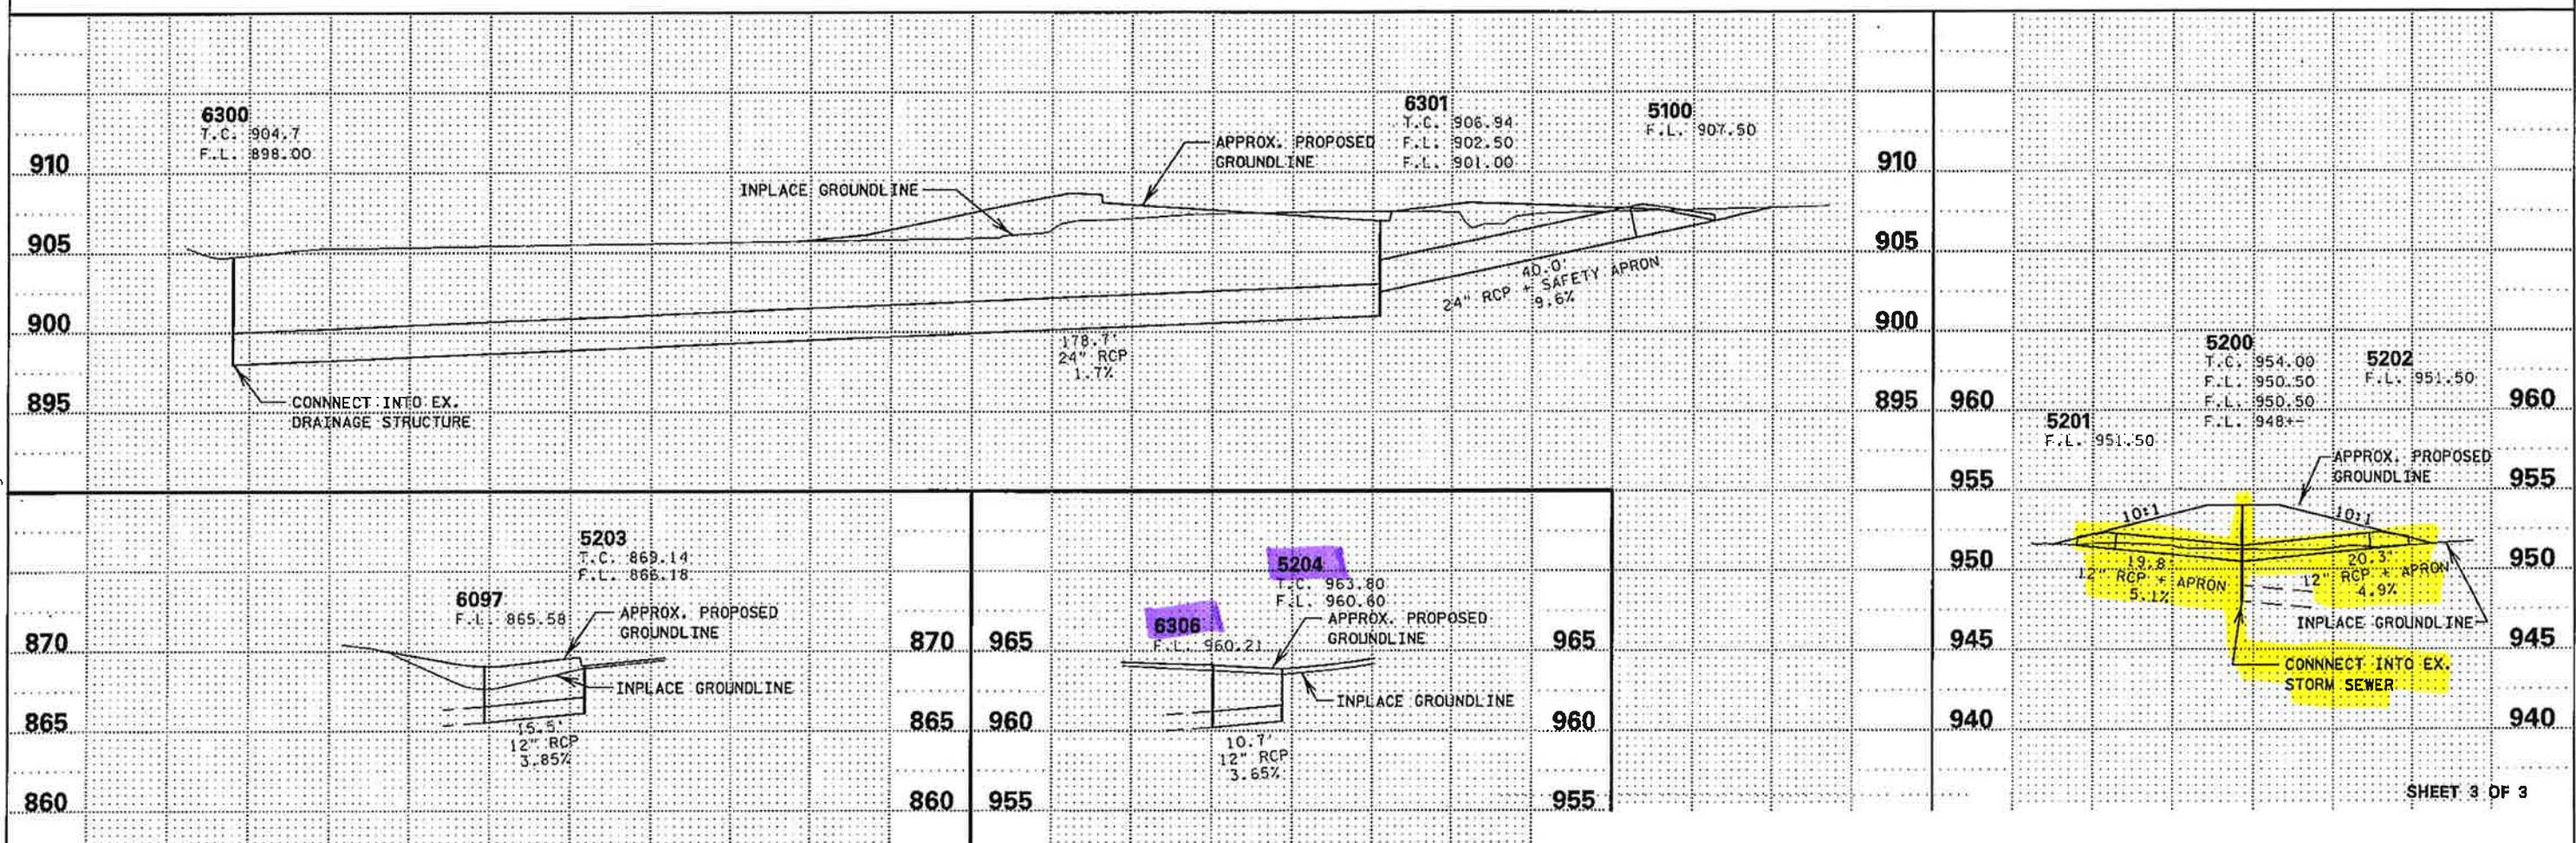 6300
T.C. 904.7
F.L. 898.00
910
905
900
895
INPLACE GROUNDLINE
APPROX. PROPOSED
GROUNDLINE
6301
T.C. 906.94
F.L. 902.50
F.L. 901.00
5100
F.L. 907.50
40.0'
24" RCP + SAFETY APRON
9.6%
178.7'
24" RCP
1.7%
CONNNECT INTO EX.
DRAINAGE STRUCTURE
910
905
900
895
5203
T.C. 869.14
F.L. 866.18
6097
F.L. 865.58
APPROX. PROPOSED
GROUNDLINE
INPLACE GROUNDLINE
15.5'
12" RCP
3.85%
870
865
860
870
865
860
5204
T.C. 963.80
F.L. 960.60
6306
F.L. 960.21
APPROX. PROPOSED
GROUNDLINE
INPLACE GROUNDLINE
10.7'
12" RCP
3.65%
965
960
955
965
960
955
5200
T.C. 954.00
F.L. 950.50
F.L. 950.50
F.L. 948+-
5202
F.L. 951.50
5201
F.L. 951.50
APPROX. PROPOSED
GROUNDLINE
10:1
10:1
19.8'
12" RCP + APRON
5.1%
20.3'
12" RCP + APRON
4.9%
INPLACE GROUNDLINE
CONNNECT INTO EX.
STORM SEWER
960
955
950
945
940
960
955
950
945
940
SHEET 3 OF 3